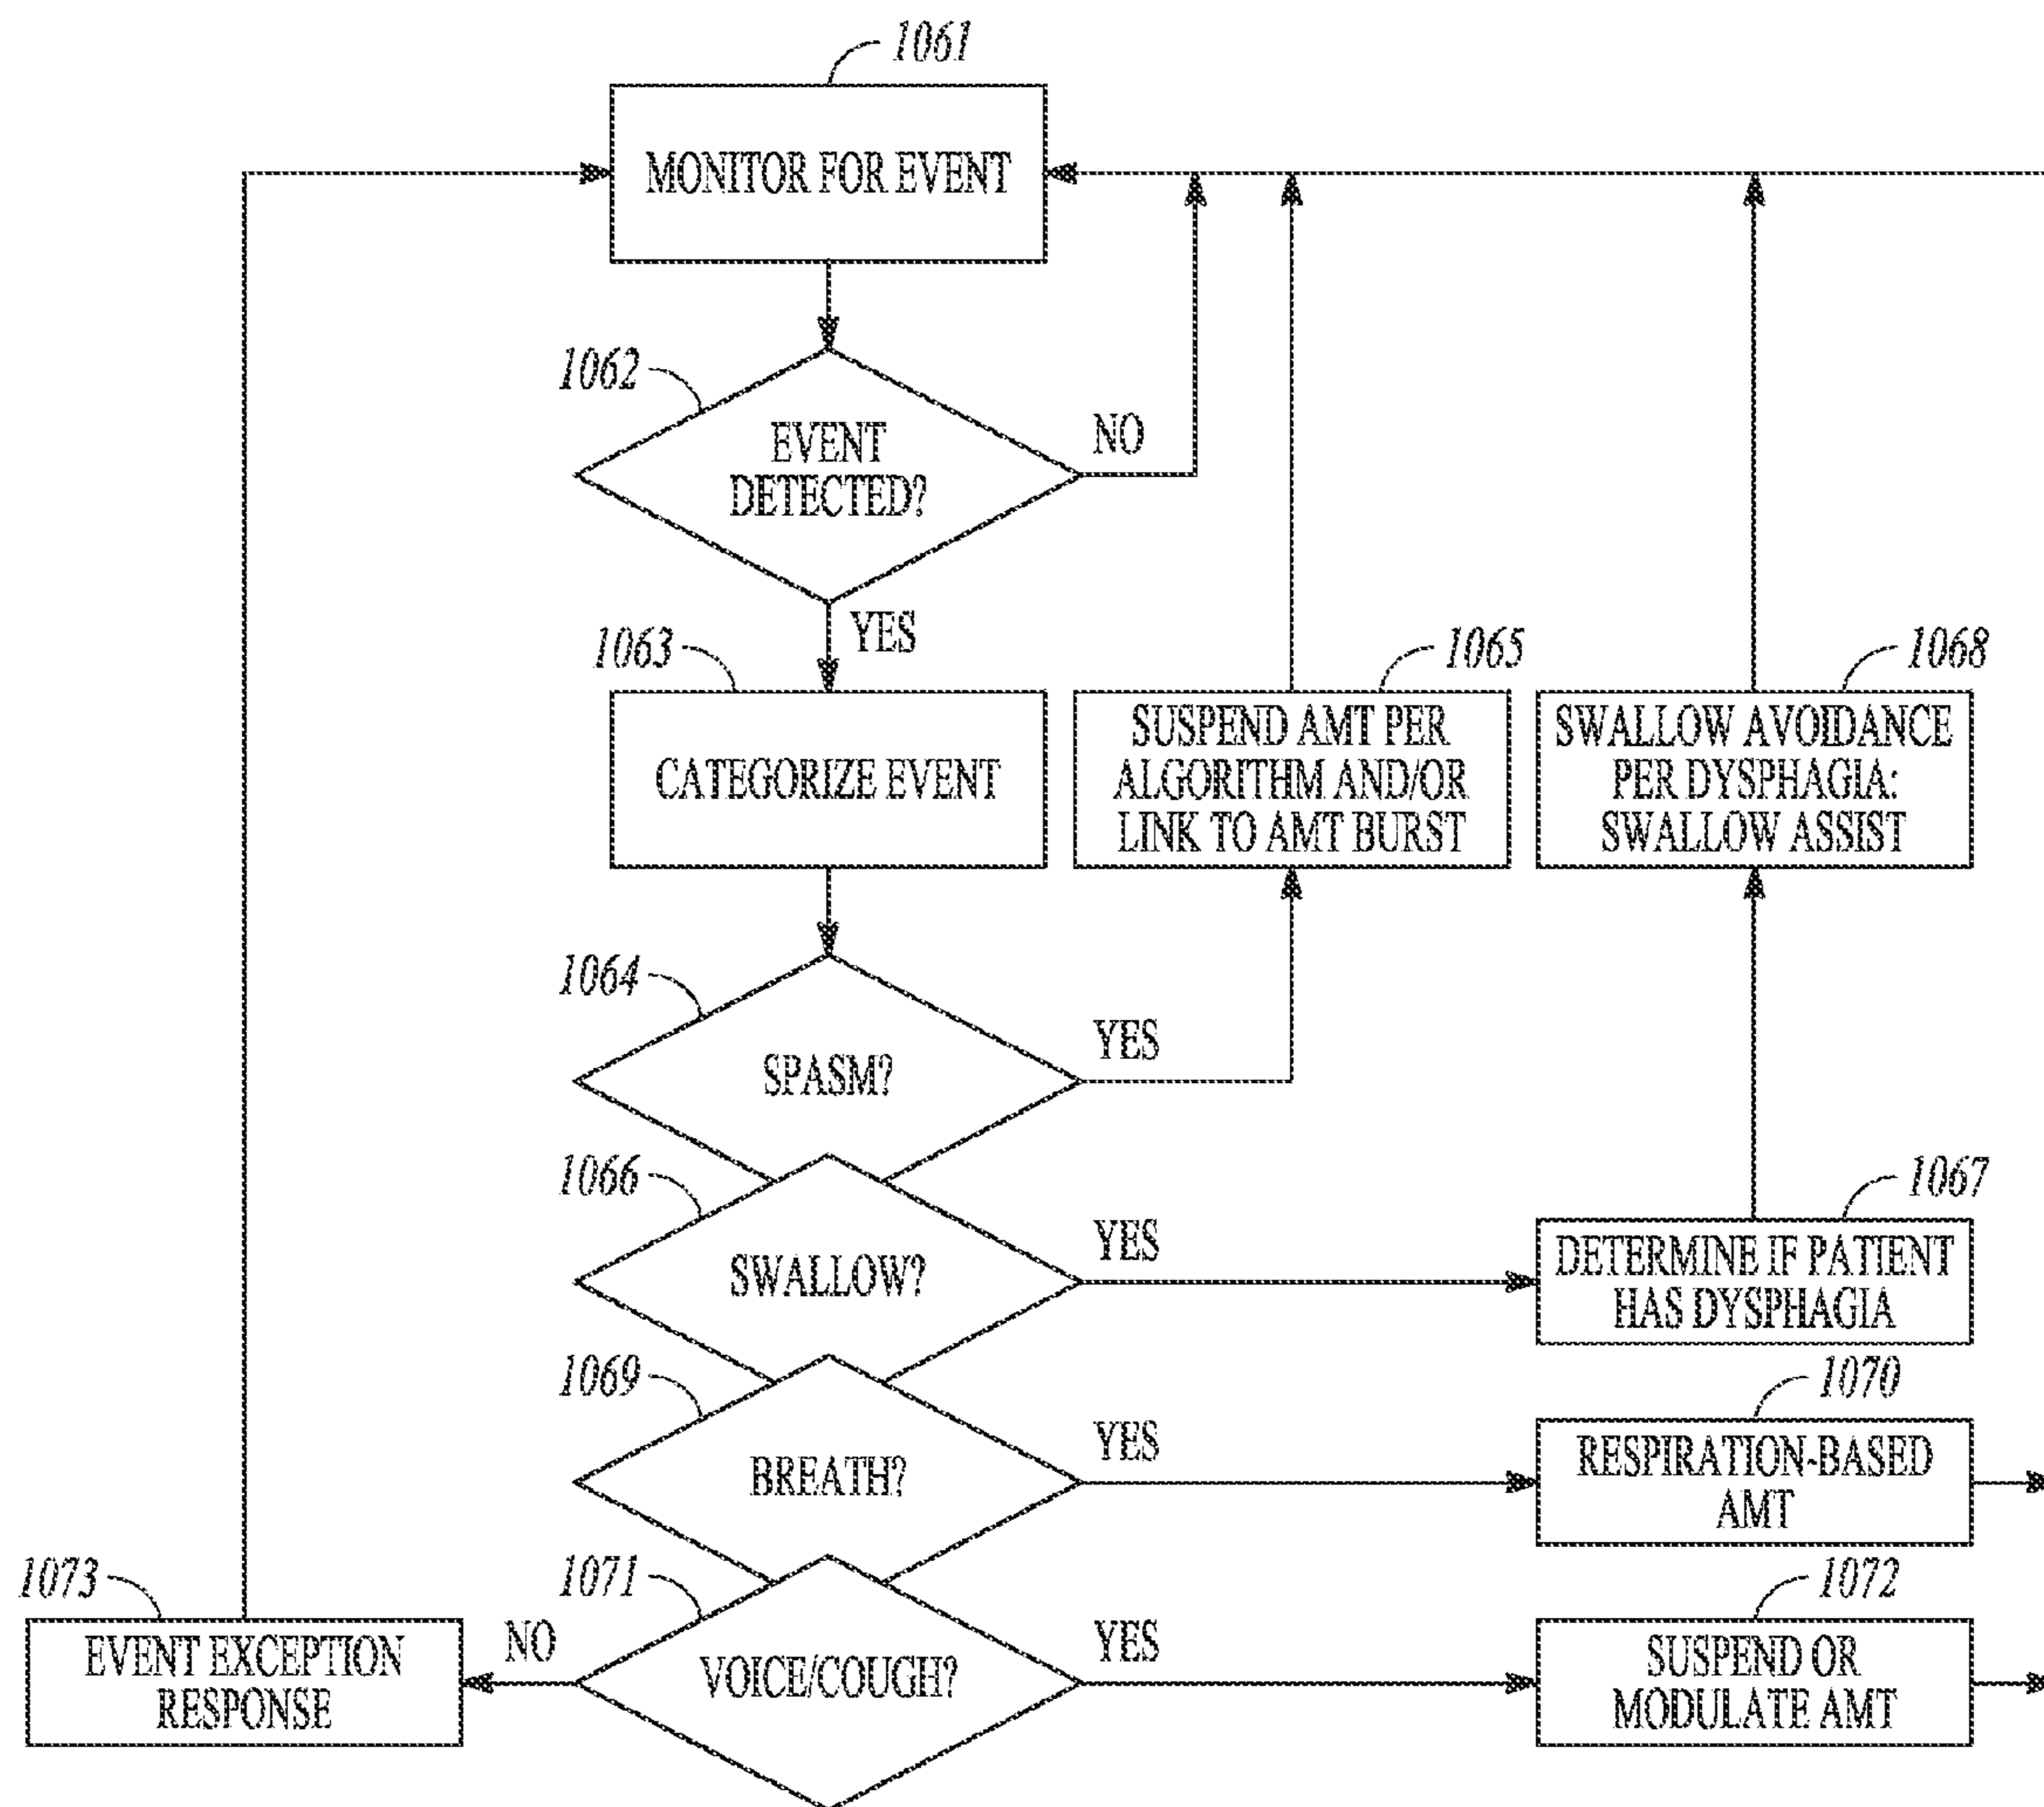 1061
MONITOR FOR EVENT
1062
EVENT
DETECTED?
NO
YES
1063
CATEGORIZE EVENT
1065
SUSPEND AMT PER
ALGORITHM AND/OR
LINK TO AMT BURST
1068
SWALLOW AVOIDANCE
PER DYSPHAGIA:
SWALLOW ASSIST
1064
SPASM?
YES
1066
SWALLOW?
YES
1067
DETERMINE IF PATIENT
HAS DYSPHAGIA
1069
BREATH?
YES
1070
RESPIRATION-BASED
AMT
1073
EVENT EXCEPTION
RESPONSE
NO
1071
VOICE/COUGH?
YES
1072
SUSPEND OR
MODULATE AMT